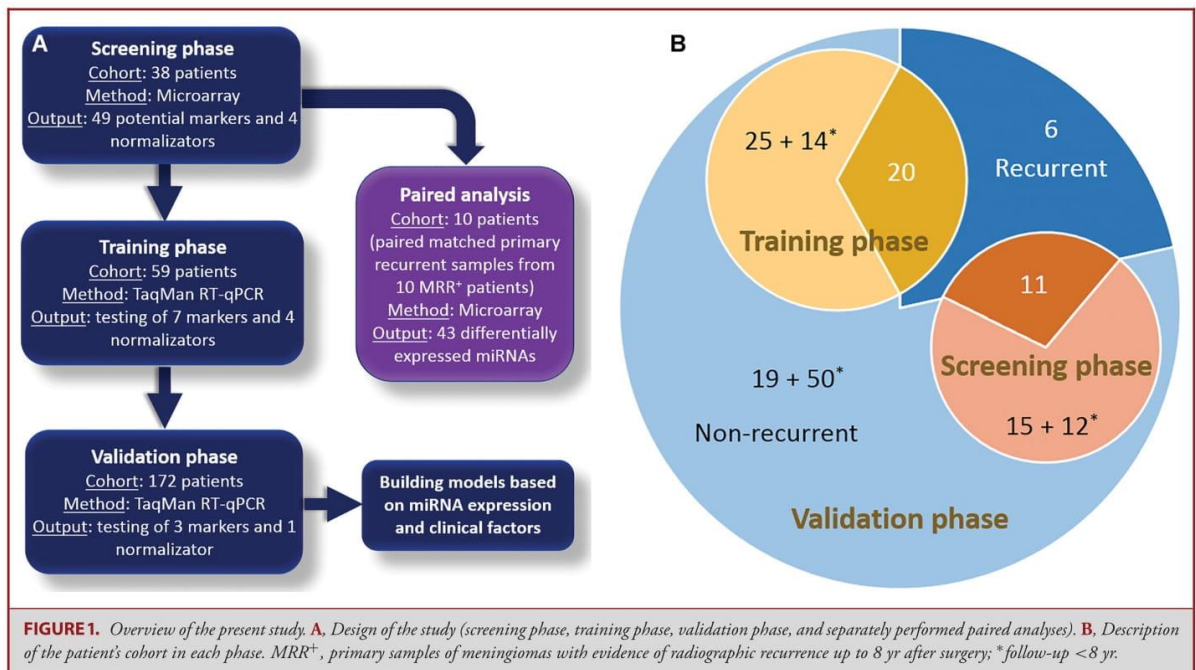 A
Screening phase
Cohort: 38 patients
Method: Microarray
Output: 49 potential markers and 4
normalizators
Training phase
Cohort: 59 patients
Method: TaqMan RT-qPCR
Output: testing of 7 markers and 4
normalizators
Validation phase
Cohort: 172 patients
Method: TaqMan RT-qPCR
Output: testing of 3 markers and 1
normalizator
Paired analysis
Cohort: 10 patients
(paired matched primary
recurrent samples from
10 MRR⁺ patients)
Method: Microarray
Output: 43 differentially
expressed miRNAs
Building models based
on miRNA expression
and clinical factors
B
25 + 14*
20
Training phase
6
Recurrent
11
Screening phase
15 + 12*
19 + 50*
Non-recurrent
Validation phase
FIGURE 1. Overview of the present study. A, Design of the study (screening phase, training phase, validation phase, and separately performed paired analyses). B, Description
of the patient's cohort in each phase. MRR⁺, primary samples of meningiomas with evidence of radiographic recurrence up to 8 yr after surgery; *follow-up <8 yr.